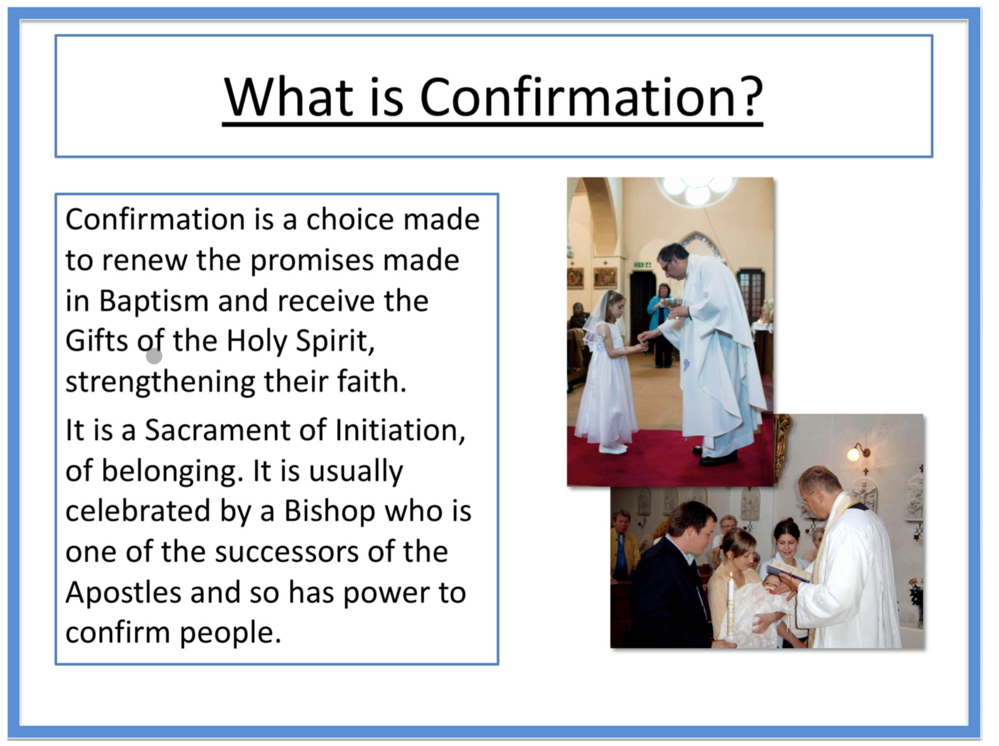 What is Confirmation?
Confirmation is a choice made
to renew the promises made
in Baptism and receive the
Gifts of the Holy Spirit,
strengthening their faith.
It is a Sacrament of Initiation,
of belonging. It is usually
celebrated by a Bishop who is
one of the successors of the
Apostles and so has power to
confirm people.